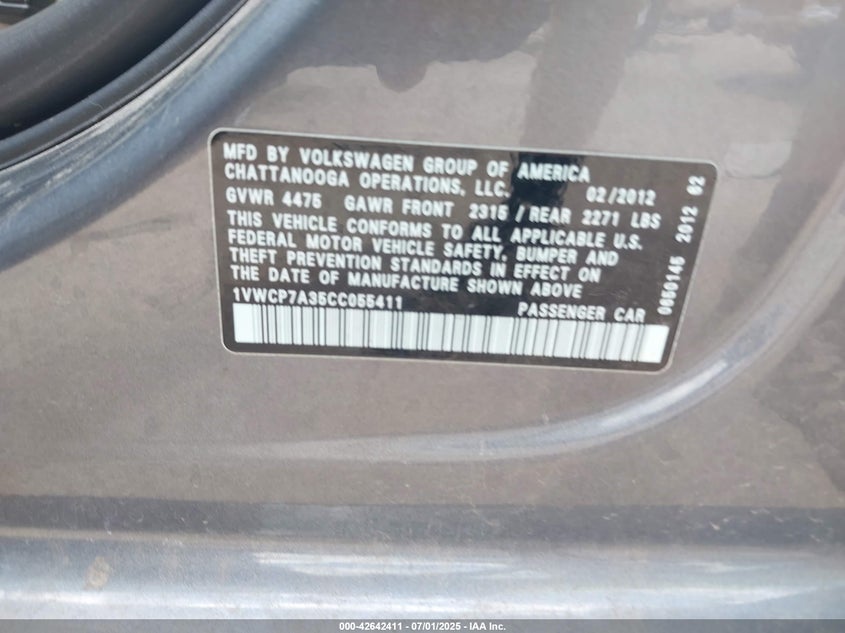 MFD BY VOLKSWAGEN GROUP OF AMERICA
CHATTANOOGA OPERATIONS, LLC. 02/2012
GVWR 4475 GAWR FRONT 2315 / REAR 2271 LBS
THIS VEHICLE CONFORMS TO ALL APPLICABLE U.S.
FEDERAL MOTOR VEHICLE SAFETY, BUMPER AND
THEFT PREVENTION STANDARDS IN EFFECT ON
THE DATE OF MANUFACTURE SHOWN ABOVE
1VWCP7A35CC055411 PASSENGER CAR
0650145 2012 02
000-42642411 - 07/01/2025 - IAA Inc.